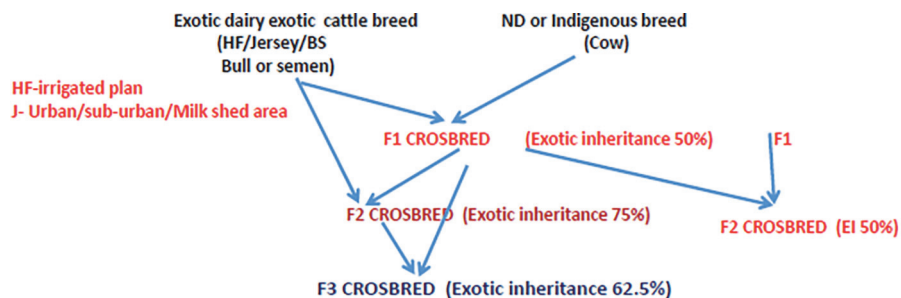 Exotic dairy exotic cattle breed
(HF/Jersey/BS
Bull or semen)
ND or Indigenous breed
(Cow)
HF-irrigated plan
J- Urban/sub-urban/Milk shed area
F1 CROSBRED (Exotic inheritance 50%)
F1
F2 CROSBRED (Exotic inheritance 75%)
F2 CROSBRED (EI 50%)
F3 CROSBRED (Exotic inheritance 62.5%)